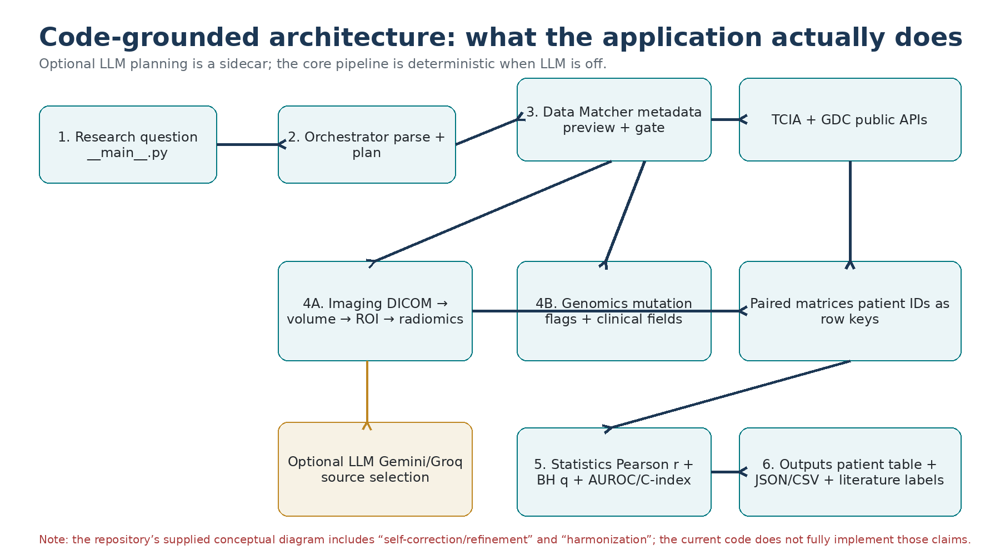 Code-grounded architecture: what the application actually does
Optional LLM planning is a sidecar; the core pipeline is deterministic when LLM is off.
1. Research question
__main__.py
2. Orchestrator parse +
plan
3. Data Matcher metadata
preview + gate
TCIA + GDC public APIs
4A. Imaging DICOM →
volume → ROI → radiomics
4B. Genomics mutation
flags + clinical fields
Paired matrices patient IDs as
row keys
Optional LLM Gemini/Groq
source selection
5. Statistics Pearson r +
BH q + AUROC/C-index
6. Outputs patient table +
JSON/CSV + literature labels
Note: the repository’s supplied conceptual diagram includes “self-correction/refinement” and “harmonization”; the current code does not fully implement those claims.